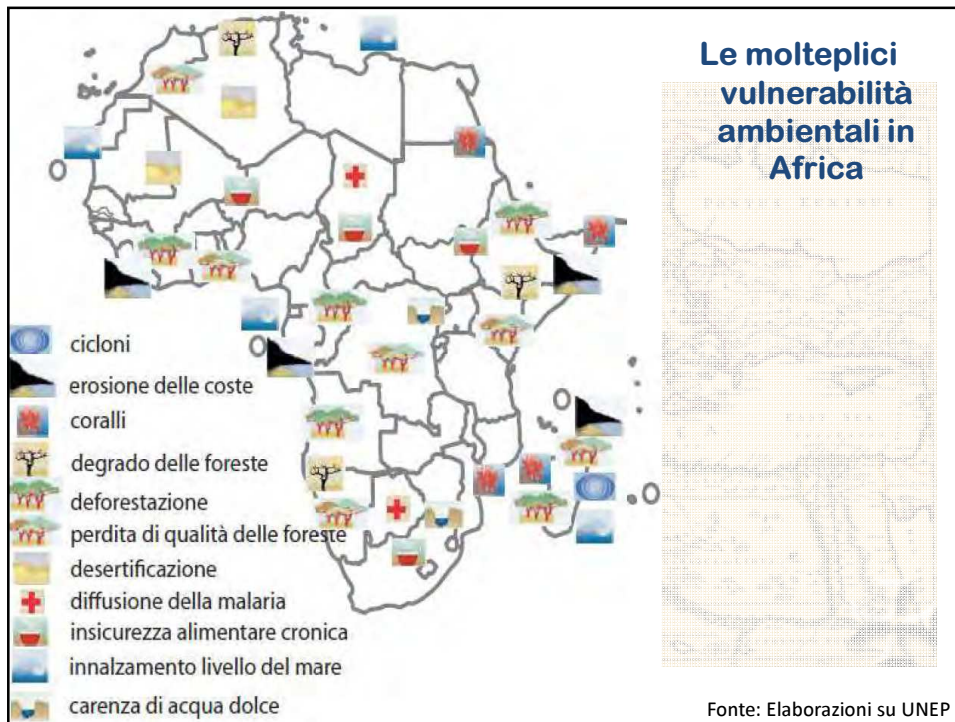 Le molteplici
vulnerabilità
ambientali in
Africa
cicloni
erosione delle coste
coralli
degrado delle foreste
deforestazione
perdita di qualità delle foreste
desertificazione
diffusione della malaria
insicurezza alimentare cronica
innalzamento livello del mare
carenza di acqua dolce
Fonte: Elaborazioni su UNEP